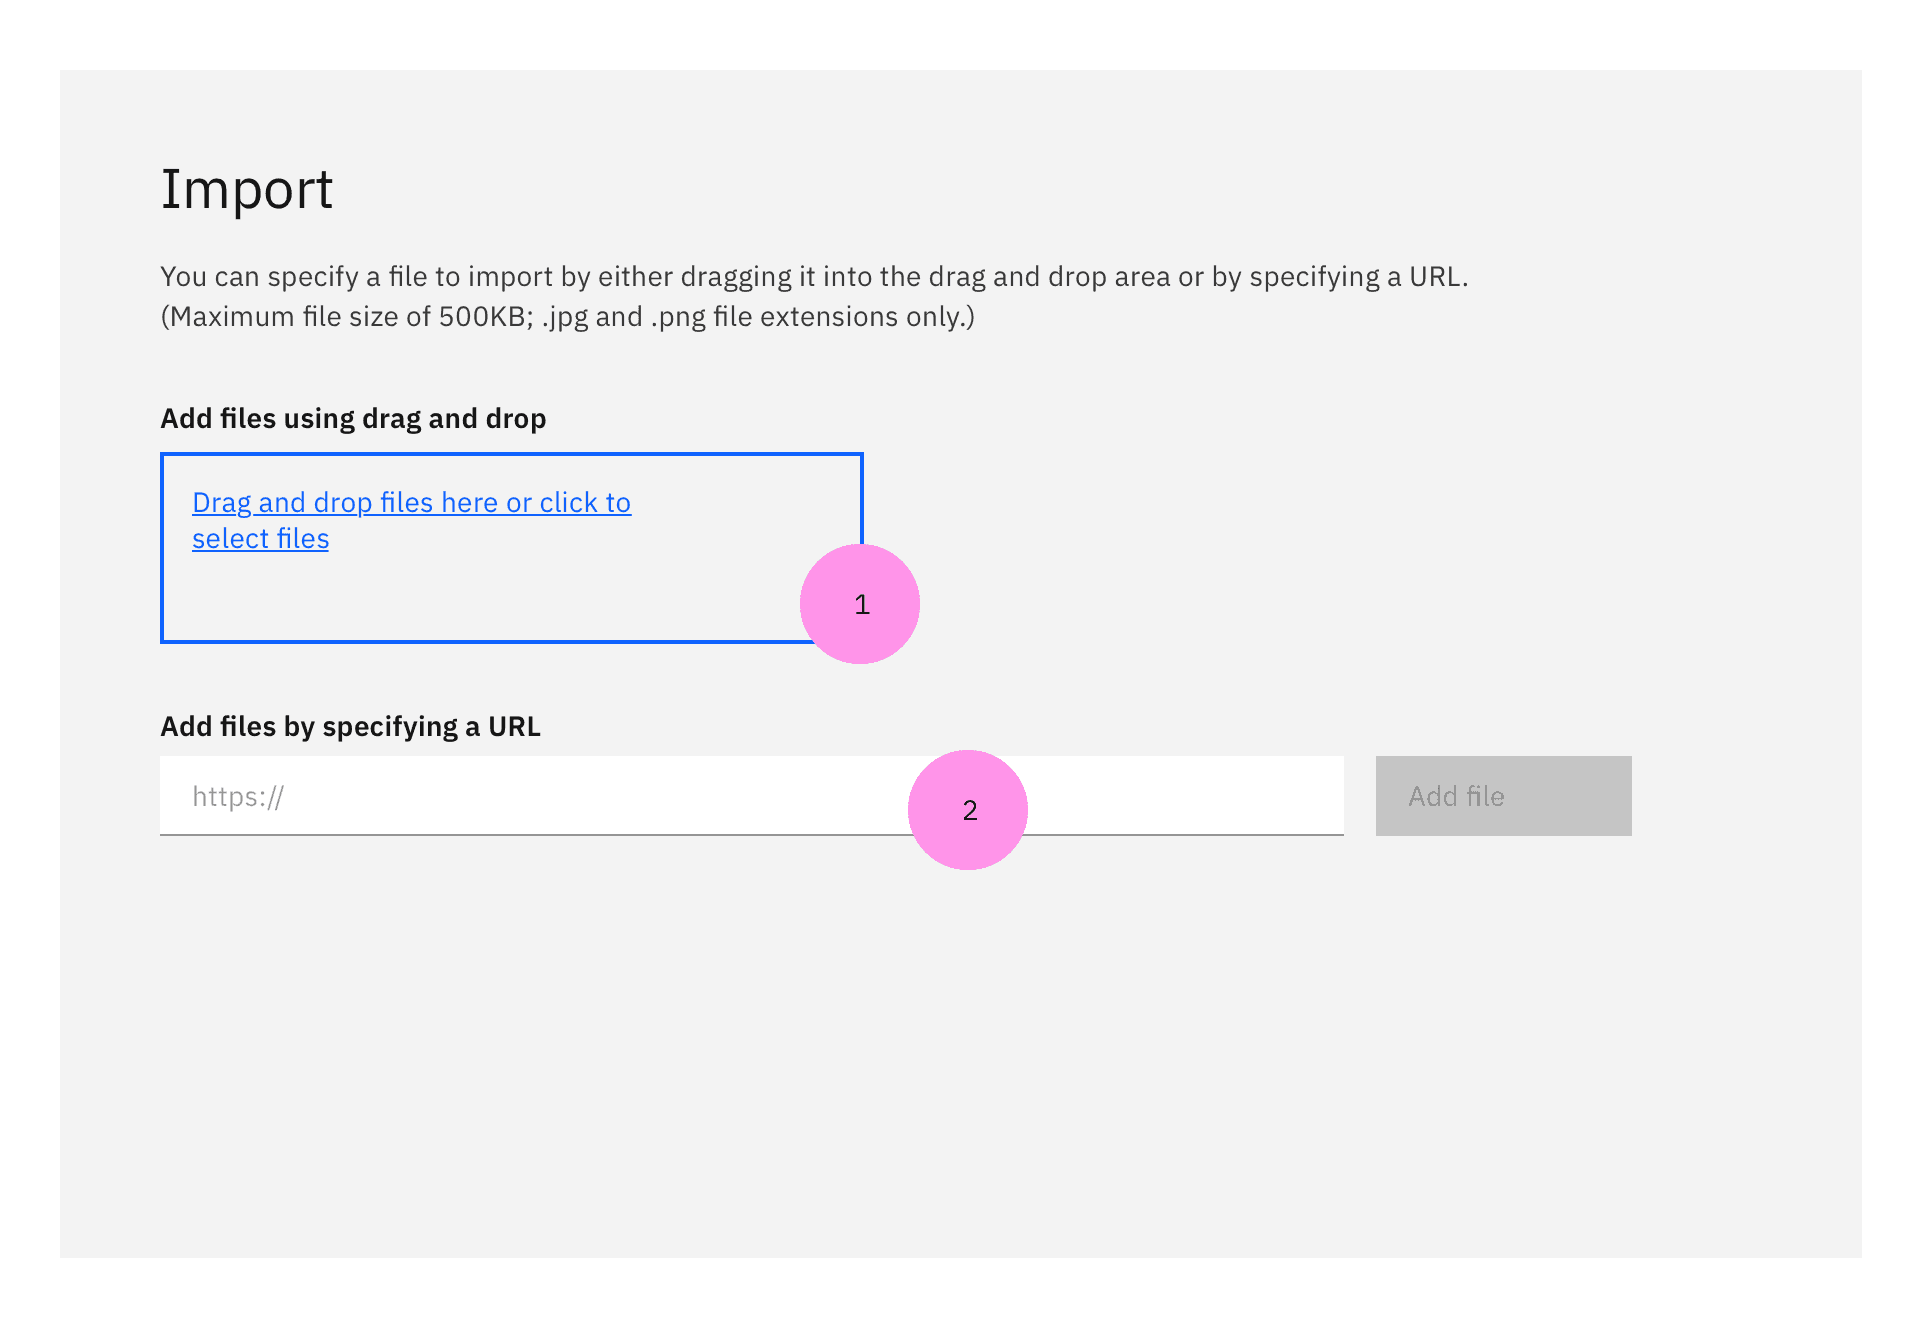 Import
You can specify a file to import by either dragging it into the drag and drop area or by specifying a URL.
(Maximum file size of 500KB; .jpg and .png file extensions only.)
Add files using drag and drop
Drag and drop files here or click to
select files
1
Add files by specifying a URL
https://
2
Add file